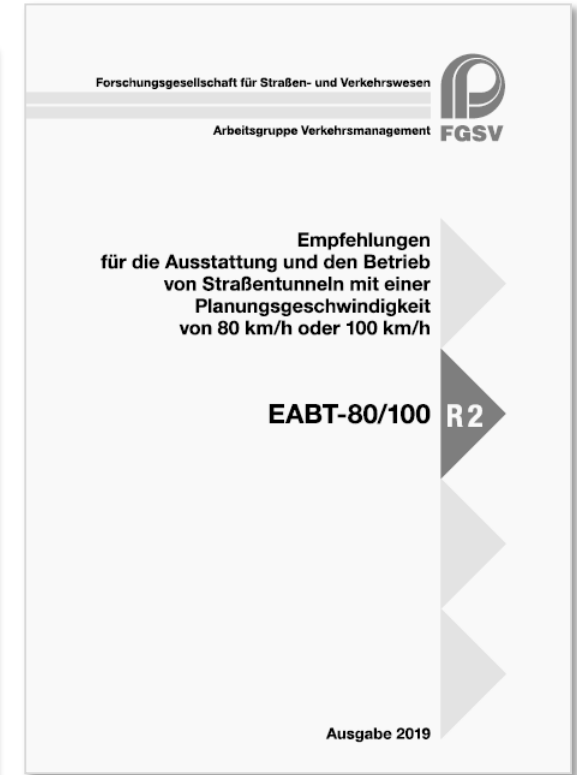 Forschungsgesellschaft für Straßen- und Verkehrswesen
Arbeitsgruppe Verkehrsmanagement
FGSV
Empfehlungen
für die Ausstattung und den Betrieb
von Straßentunneln mit einer
Planungsgeschwindigkeit
von 80 km/h oder 100 km/h
EABT-80/100
R 2
Ausgabe 2019